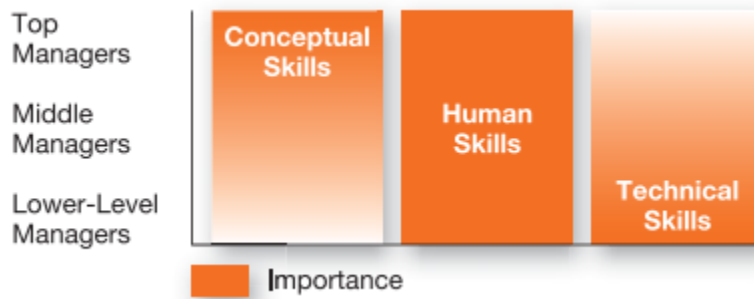 Top
Managers
Middle
Managers
Lower-Level
Managers
Conceptual
Skills
Human
Skills
Technical
Skills
Importance